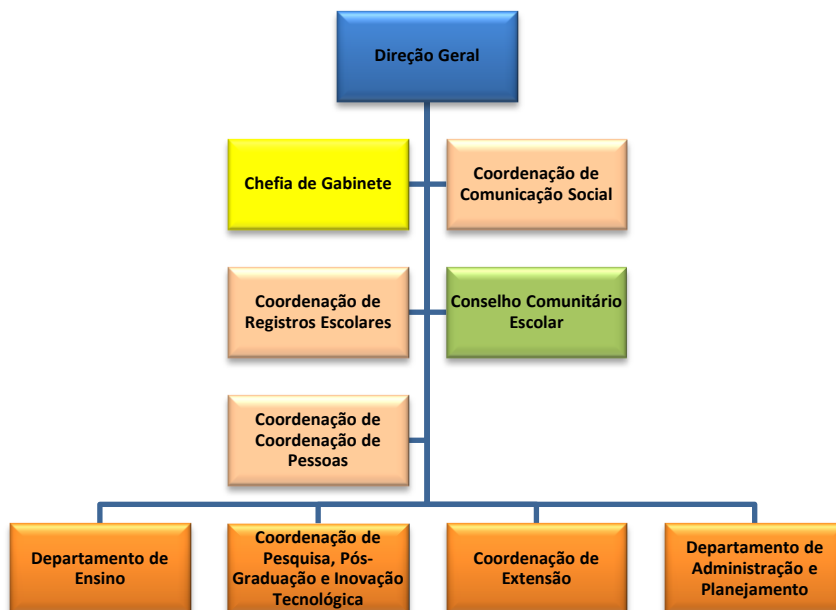 Direção Geral
Chefia de Gabinete
Coordenação de
Comunicação Social
Coordenação de
Registros Escolares
Conselho Comunitário
Escolar
Coordenação de
Coordenação de
Pessoas
Departamento de
Ensino
Coordenação de
Pesquisa, Pós-
Graduação e Inovação
Tecnológica
Coordenação de
Extensão
Departamento de
Administração e
Planejamento